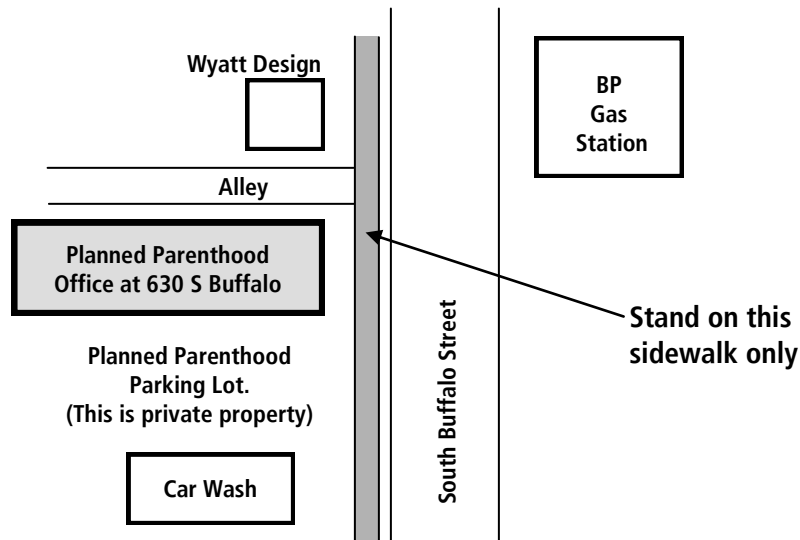 Wyatt Design
BP
Gas
Station
Alley
Planned Parenthood
Office at 630 S Buffalo
Stand on this
sidewalk only
South Buffalo Street
Planned Parenthood
Parking Lot.
(This is private property)
Car Wash